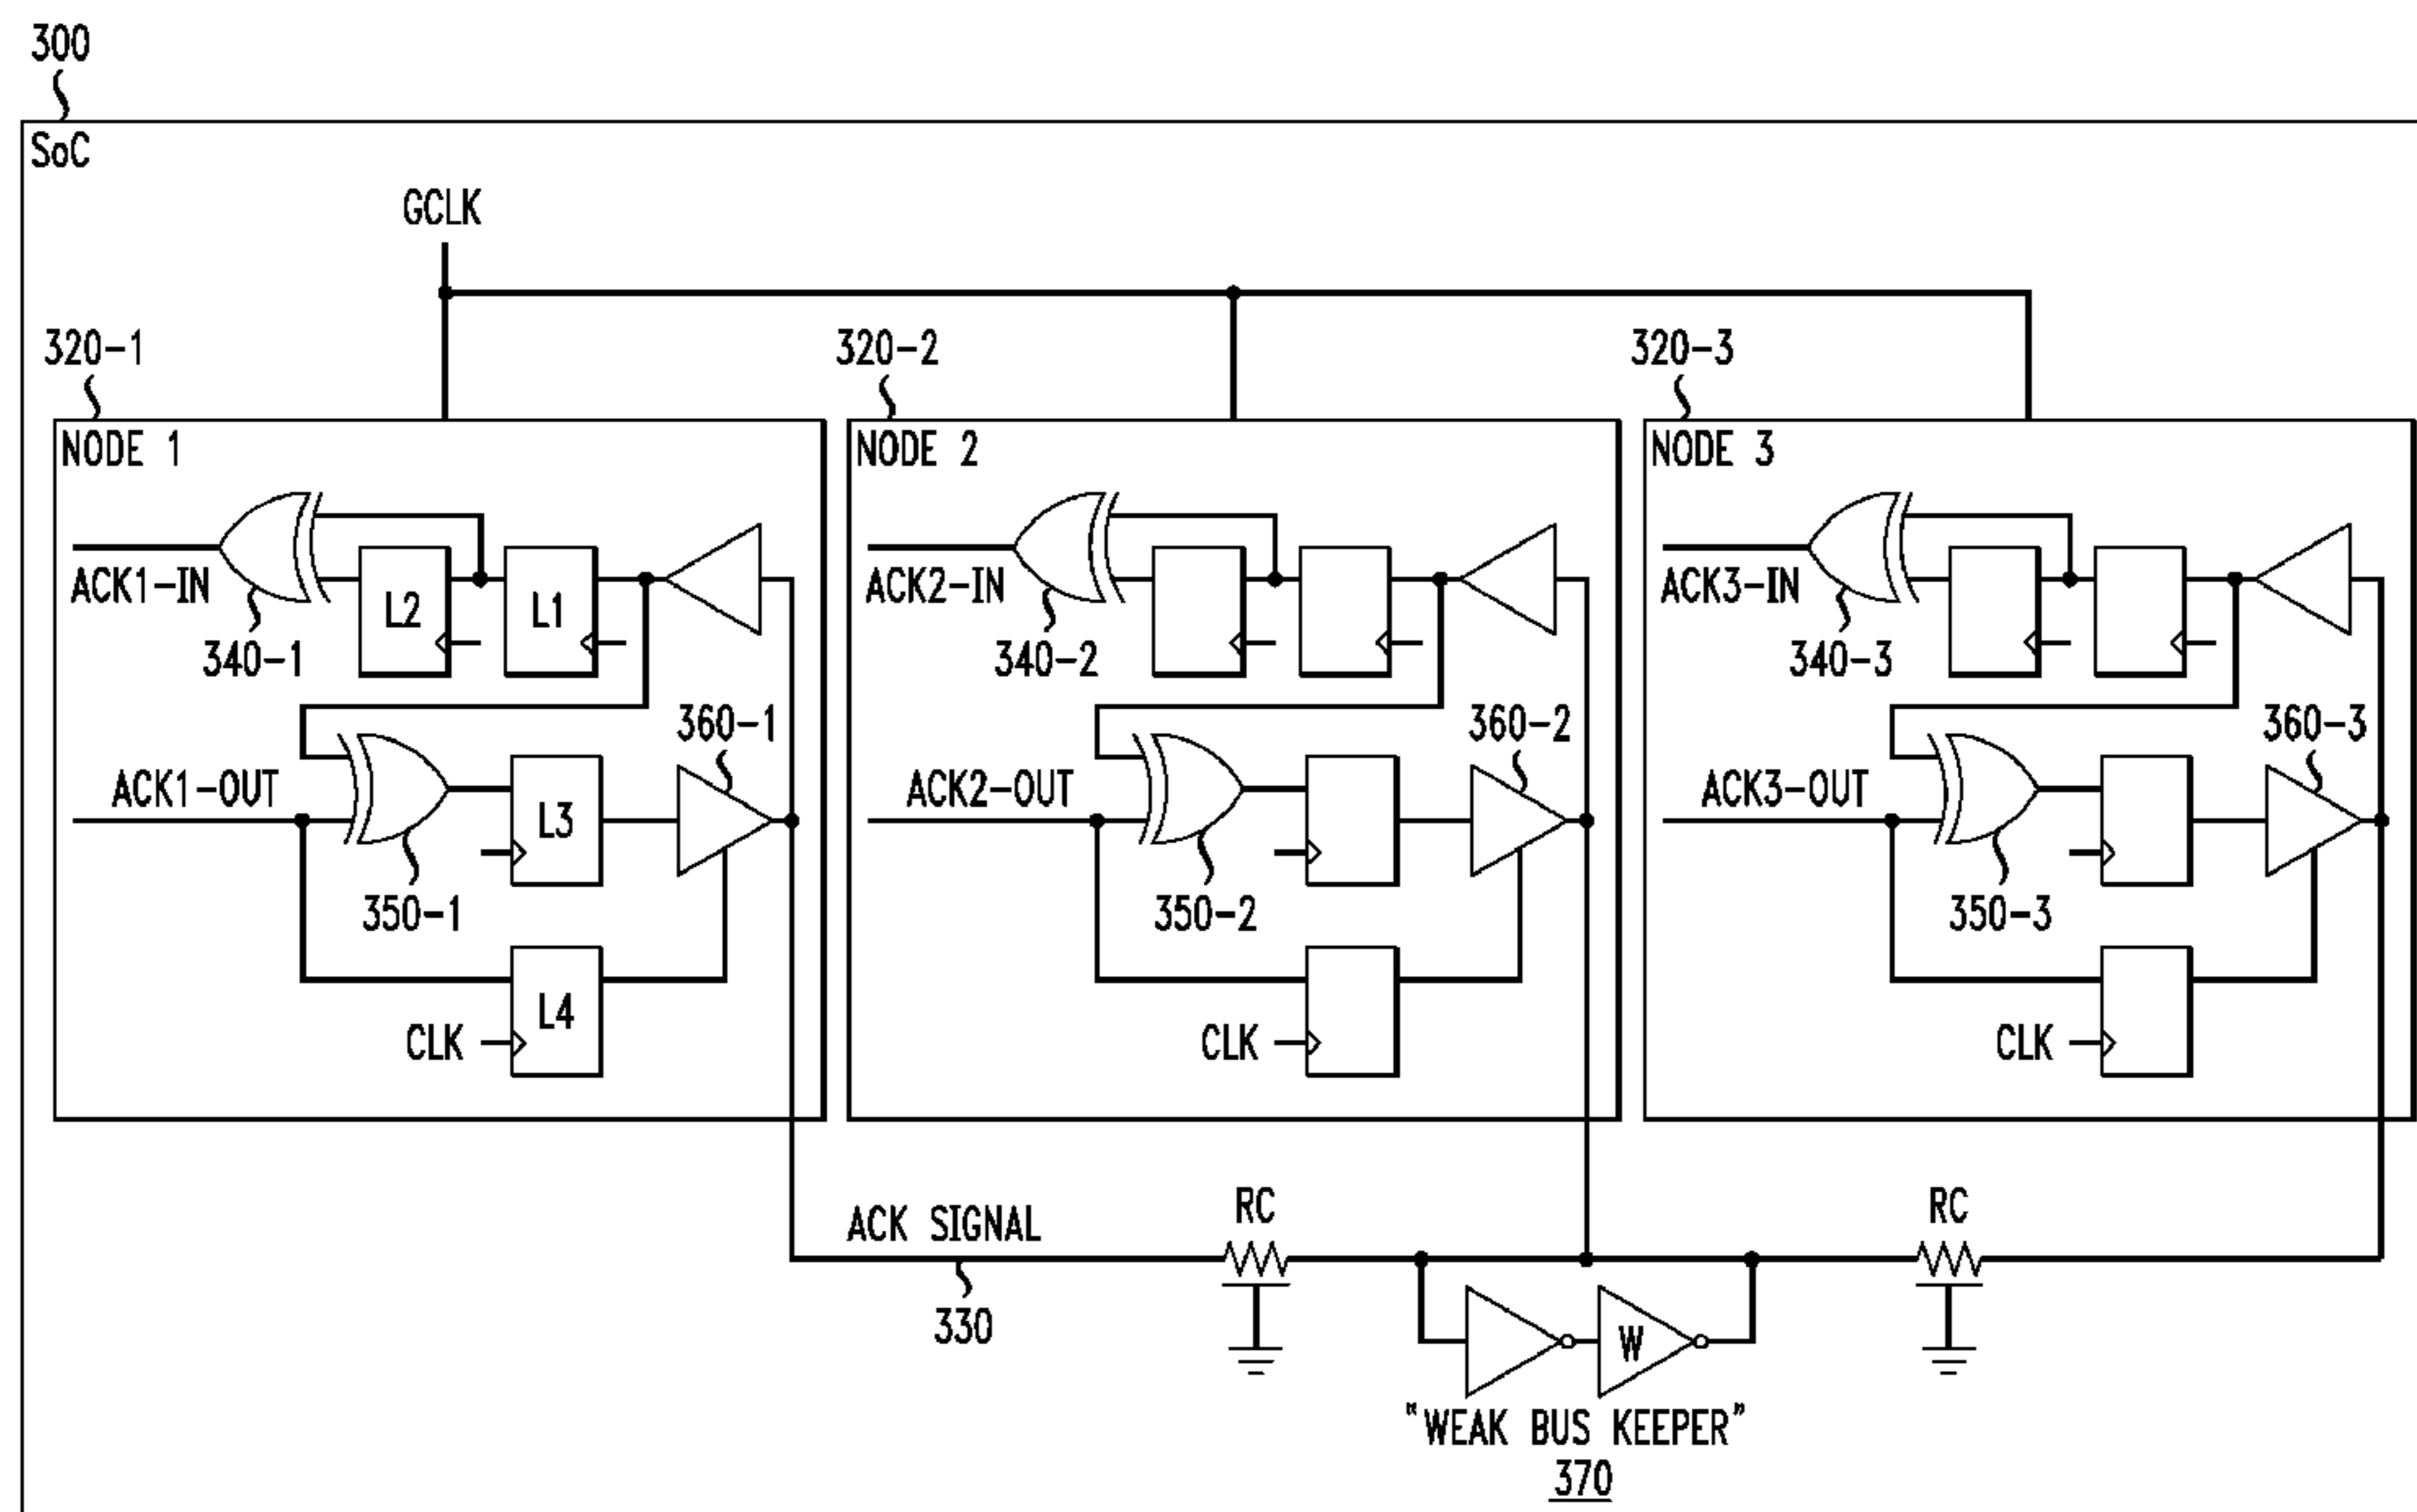 300
SoC
GCLK
320-1
320-2
320-3
NODE 1
NODE 2
NODE 3
ACK1-IN
L2
L1
ACK2-IN
ACK3-IN
340-1
340-2
340-3
360-1
360-2
360-3
ACK1-OUT
L3
ACK2-OUT
ACK3-OUT
350-1
350-2
350-3
L4
CLK
CLK
CLK
ACK SIGNAL
RC
RC
330
W
"WEAK BUS KEEPER"
370